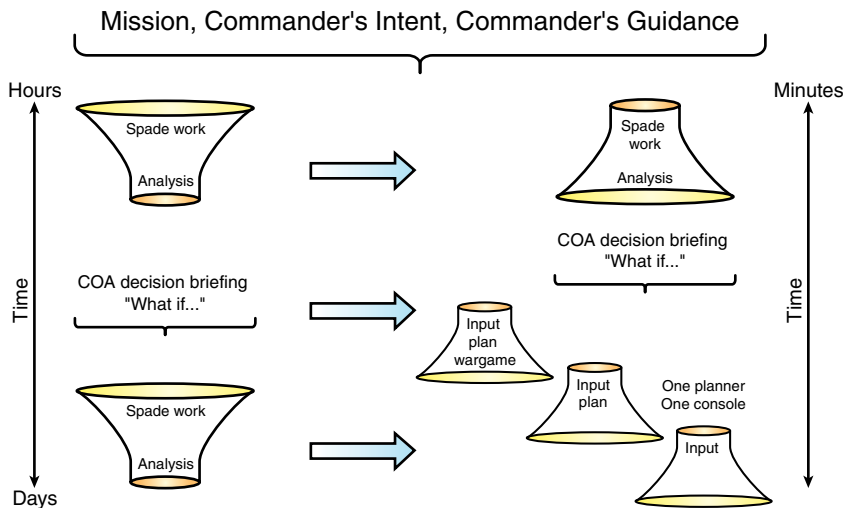 Mission, Commander's Intent, Commander's Guidance
Hours
Minutes
Spade work
Analysis
Spade
work
Analysis
COA decision briefing
"What if..."
COA decision briefing
"What if..."
Time
Time
Input
plan
wargame
Input
plan
One planner
One console
Input
Spade work
Analysis
Days